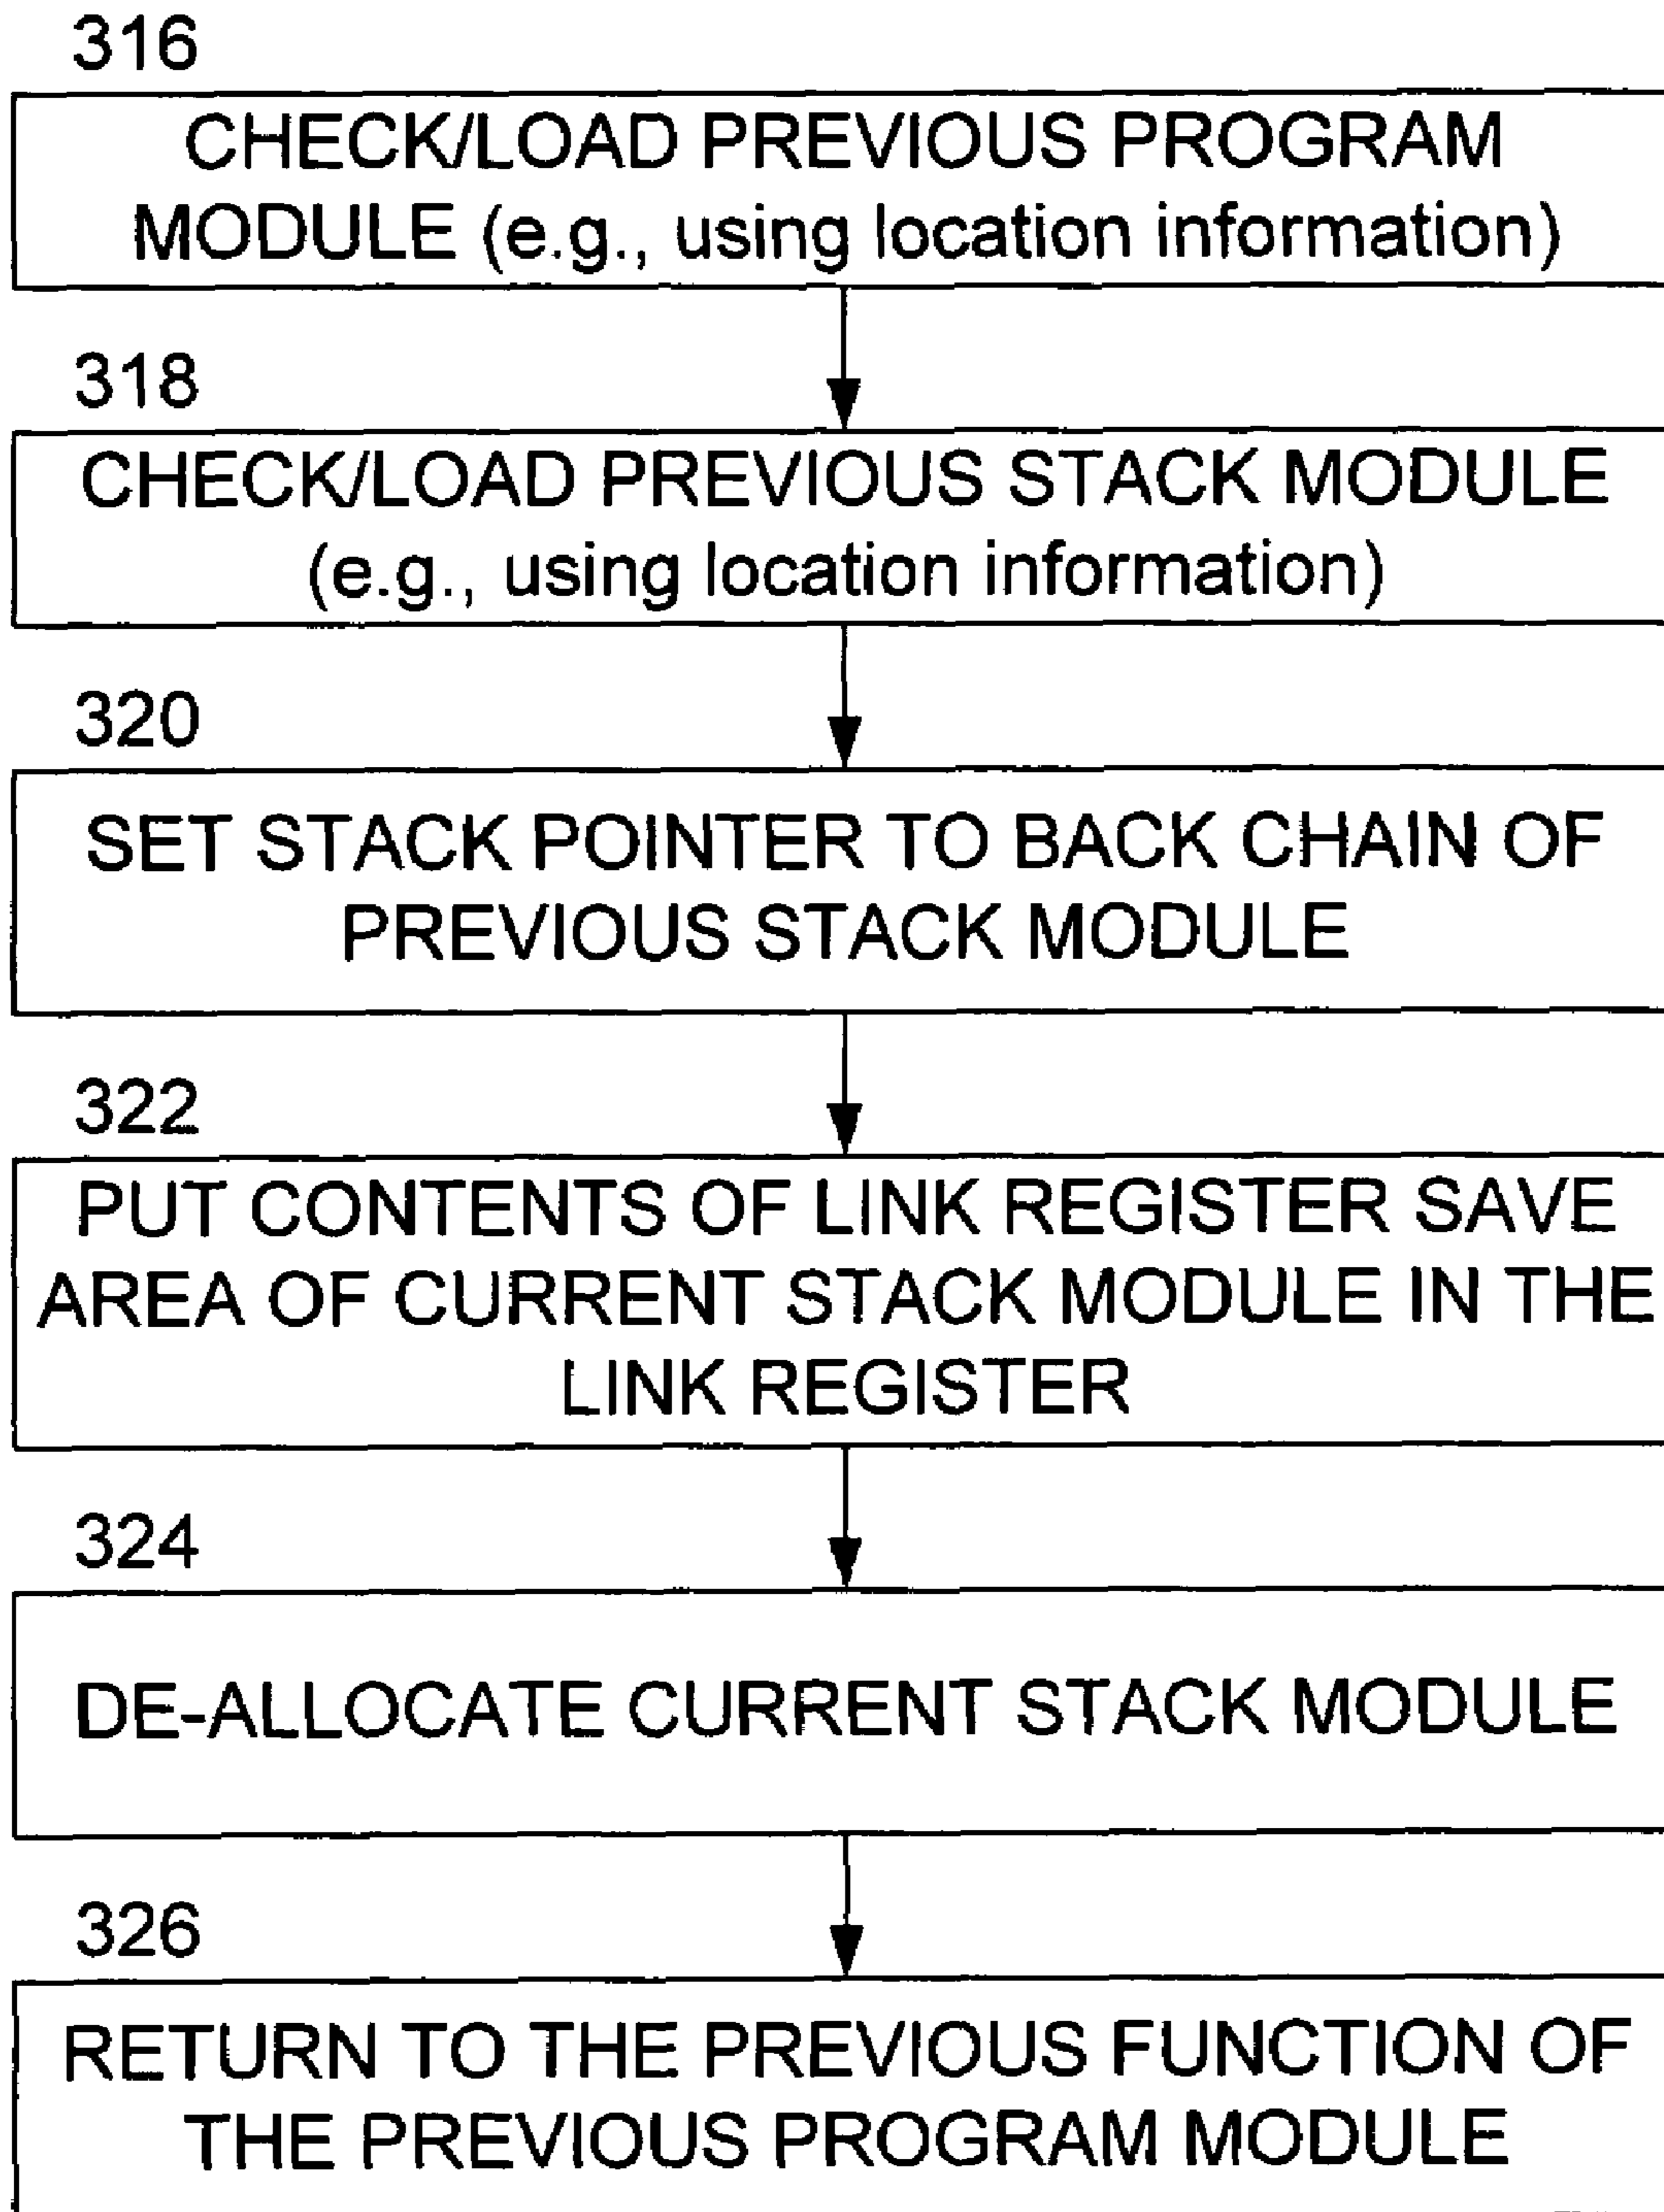 316
CHECK/LOAD PREVIOUS PROGRAM
MODULE (e.g., using location information)
318
CHECK/LOAD PREVIOUS STACK MODULE
(e.g., using location information)
320
SET STACK POINTER TO BACK CHAIN OF
PREVIOUS STACK MODULE
322
PUT CONTENTS OF LINK REGISTER SAVE
AREA OF CURRENT STACK MODULE IN THE
LINK REGISTER
324
DE-ALLOCATE CURRENT STACK MODULE
326
RETURN TO THE PREVIOUS FUNCTION OF
THE PREVIOUS PROGRAM MODULE